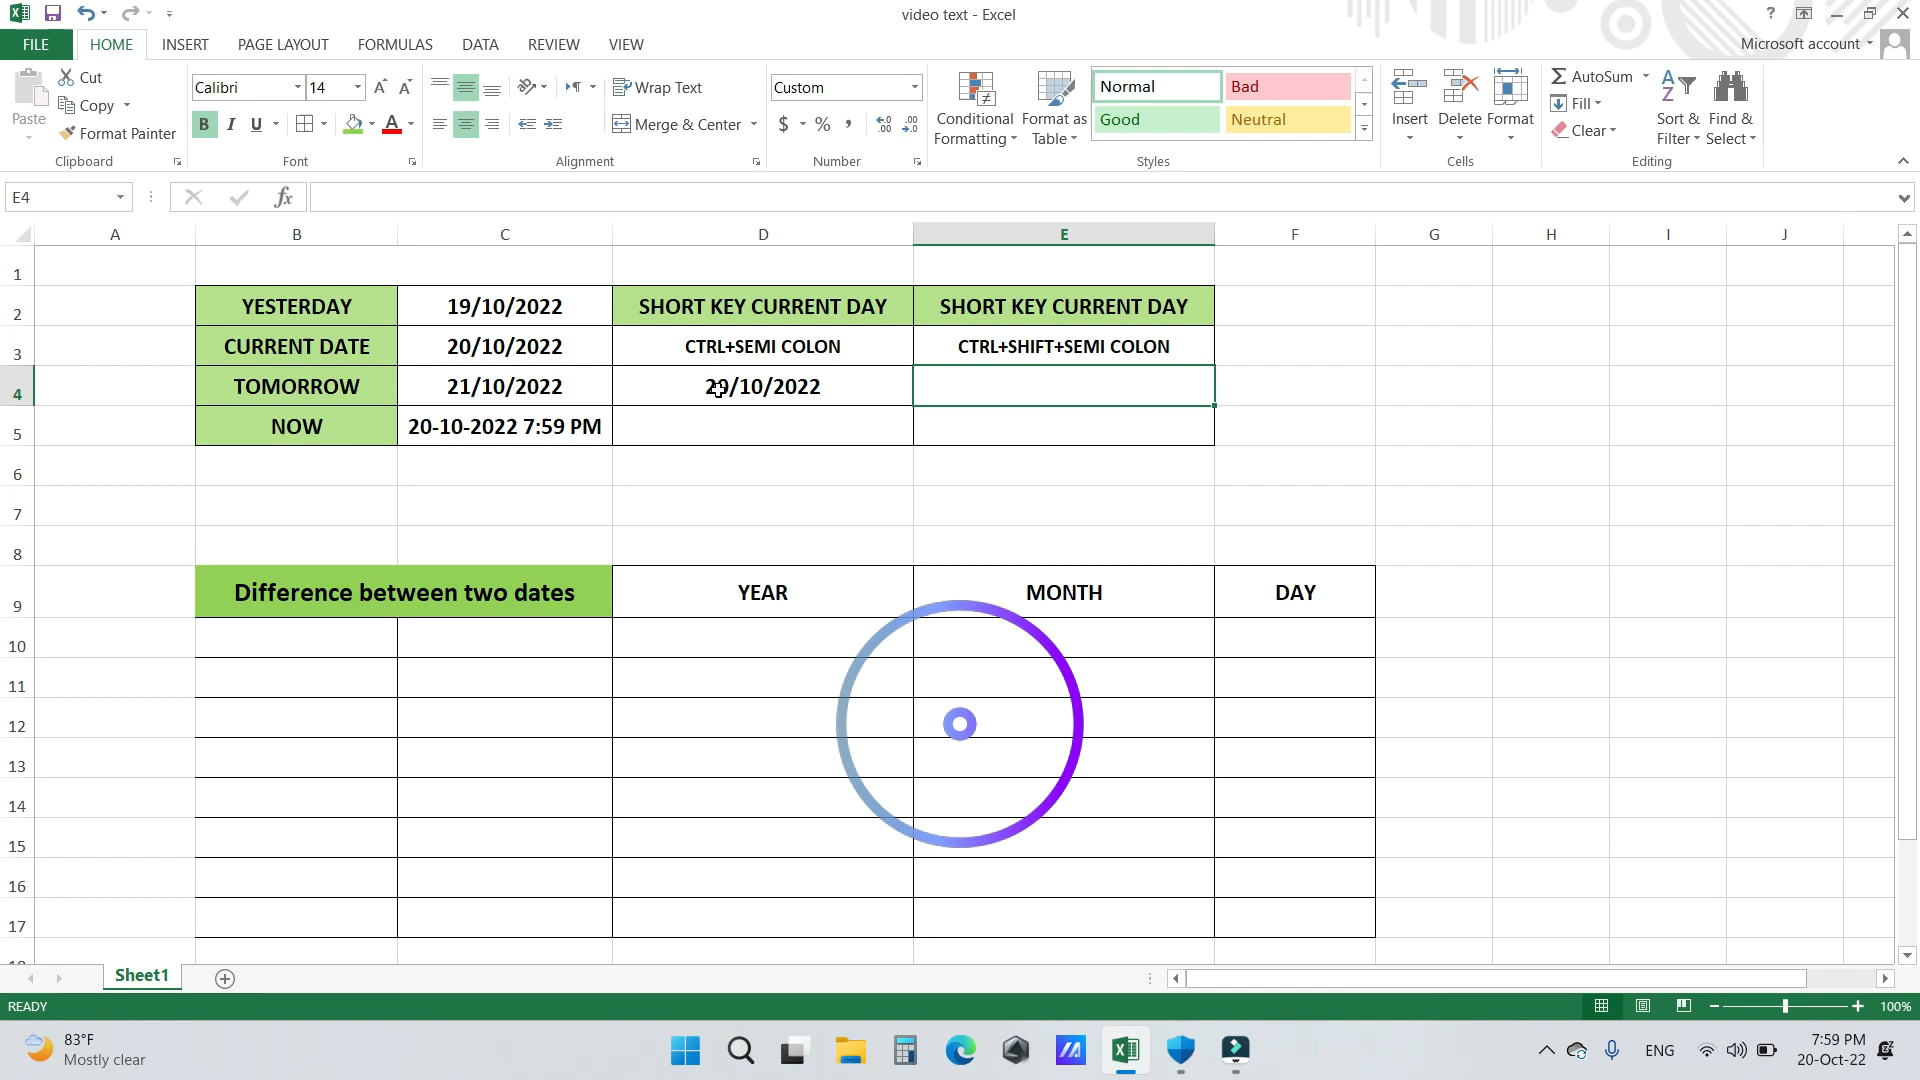 video text - Excel
?
FILE HOME INSERT PAGE LAYOUT FORMULAS DATA REVIEW VIEW Microsoft account
Paste Cut Copy Format Painter Clipboard
Calibri 14 B I U A Font
Wrap Text Merge & Center Alignment
Custom $ % Number
Conditional Formatting Format as Table Normal Bad Good Neutral Styles
Insert Delete Format Cells
AutoSum Fill Clear Sort & Filter Find & Select Editing
E4 fx
A B C D E F G H I J
1
2 YESTERDAY 19/10/2022 SHORT KEY CURRENT DAY SHORT KEY CURRENT DAY
3 CURRENT DATE 20/10/2022 CTRL+SEMI COLON CTRL+SHIFT+SEMI COLON
4 TOMORROW 21/10/2022 20/10/2022
5 NOW 20-10-2022 7:59 PM
6
7
8
9 Difference between two dates YEAR MONTH DAY
10
11
12
13
14
15
16
17
Sheet1
READY 100%
83°F
Mostly clear
ENG
7:59 PM
20-Oct-22